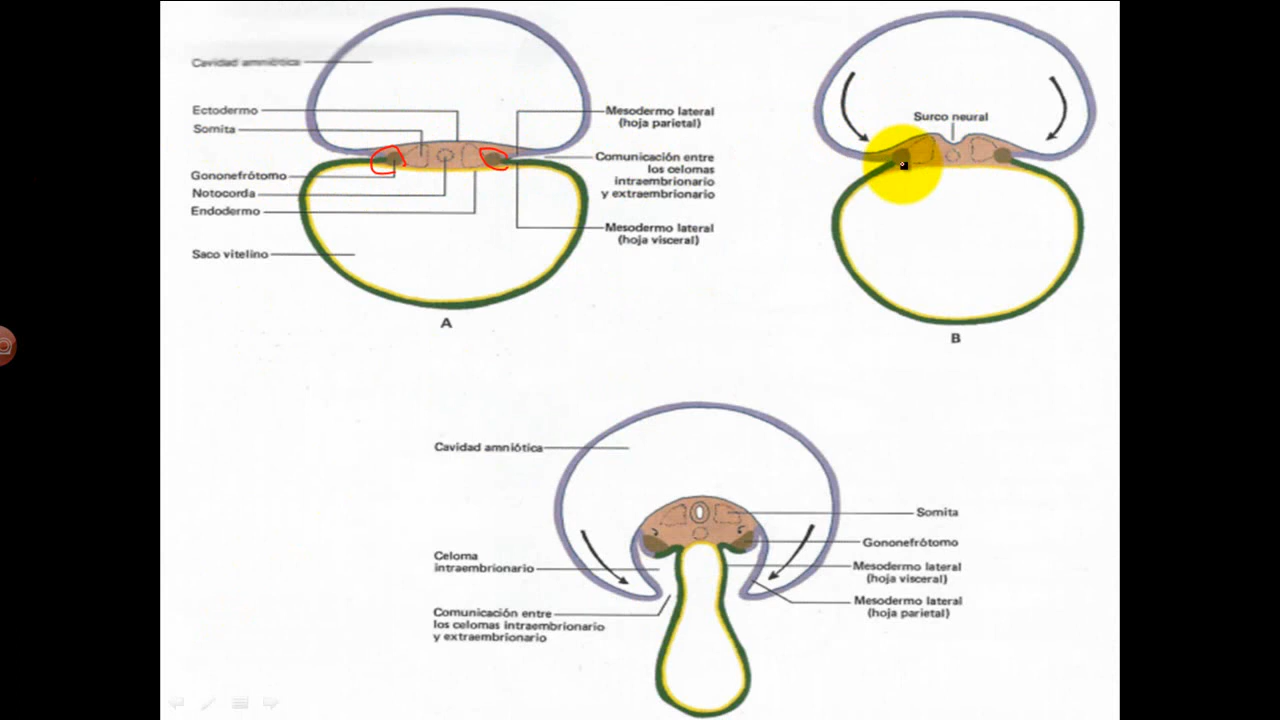 Cavidad amniótica
Ectodermo
Somita
Gononefrótomo
Notocorda
Endodermo
Saco vitelino
Mesodermo lateral
(hoja parietal)
Comunicación entre
los celomas
intraembrionario
y extraembrionario
Mesodermo lateral
(hoja visceral)
A
Surco neural
B
Cavidad amniótica
Celoma
intraembrionario
Comunicación entre
los celomas intraembrionario
y extraembrionario
Somita
Gononefrótomo
Mesodermo lateral
(hoja visceral)
Mesodermo lateral
(hoja parietal)